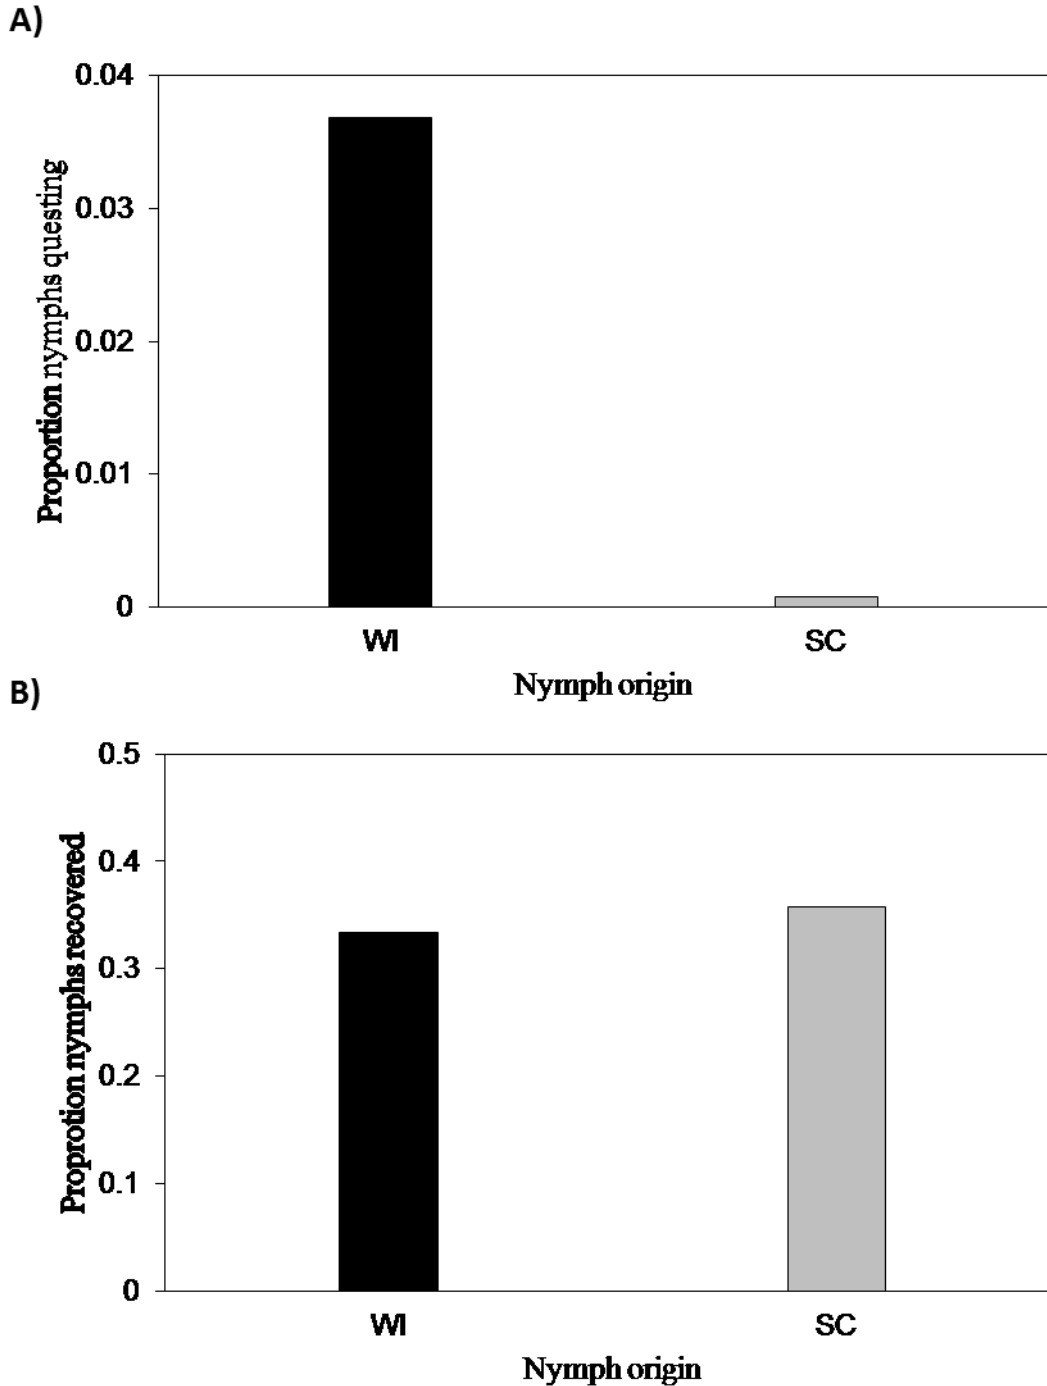 A)
0.04
0.03
0.02
0.01
0
Proportion nymphs questing
WI SC
Nymph origin
B)
0.5
0.4
0.3
0.2
0.1
0
Proprotion nymphs recovered
WI SC
Nymph origin